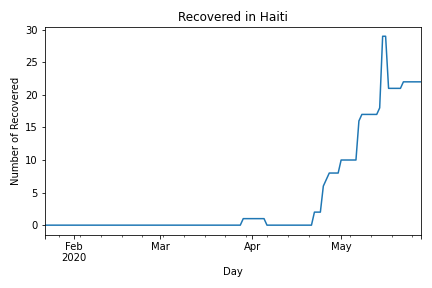 Recovered in Haiti
Number of Recovered
30
25
20
15
10
5
0
Feb
2020
Mar
Apr
May
Day